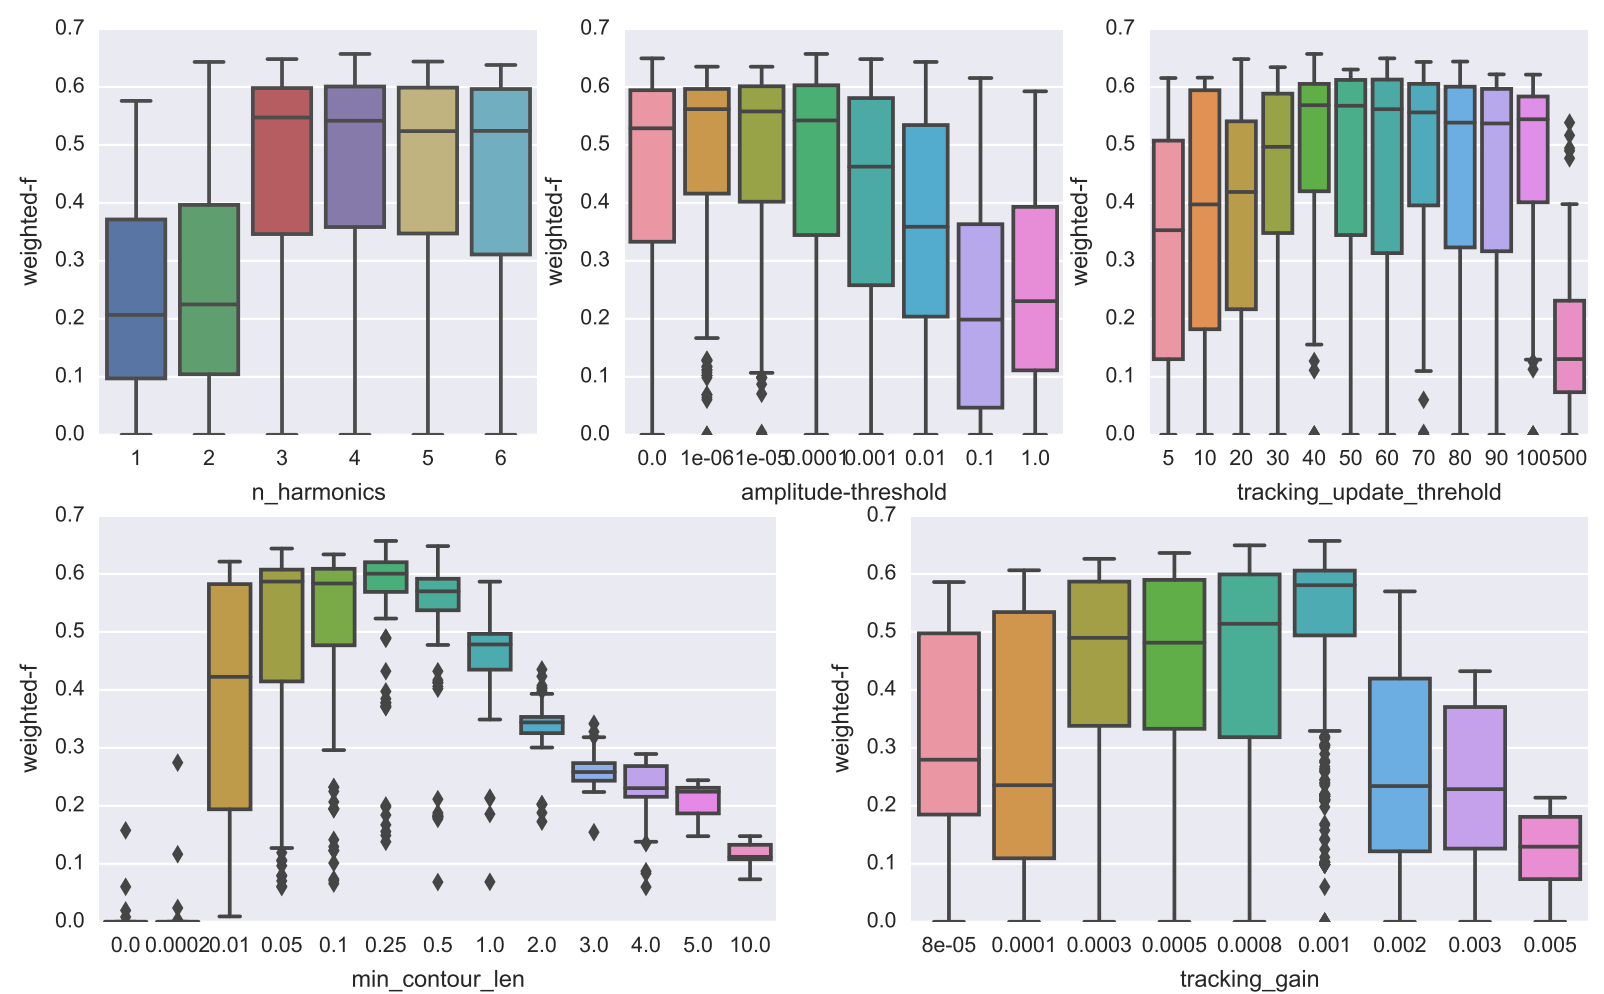 0.7 0.7 0.7
0.6 0.6 0.6
0.5 0.5 0.5
0.4 0.4 0.4
weighted-f weighted-f weighted-f
0.3 0.3 0.3
0.2 0.2 0.2
0.1 0.1 0.1
0.0 0.0 0.0
1 2 3 4 5 6 0.0 1e-06 1e-05 0.0001 0.001 0.01 0.1 1.0 5 10 20 30 40 50 60 70 80 90 100 500
n_harmonics amplitude-threshold tracking_update_threhold
0.7 0.7
0.6 0.6
0.5 0.5
0.4 0.4
weighted-f weighted-f
0.3 0.3
0.2 0.2
0.1 0.1
0.0 0.0
0.0 0.0002 0.01 0.05 0.1 0.25 0.5 1.0 2.0 3.0 4.0 5.0 10.0 8e-05 0.0001 0.0003 0.0005 0.0008 0.001 0.002 0.003 0.005
min_contour_len tracking_gain